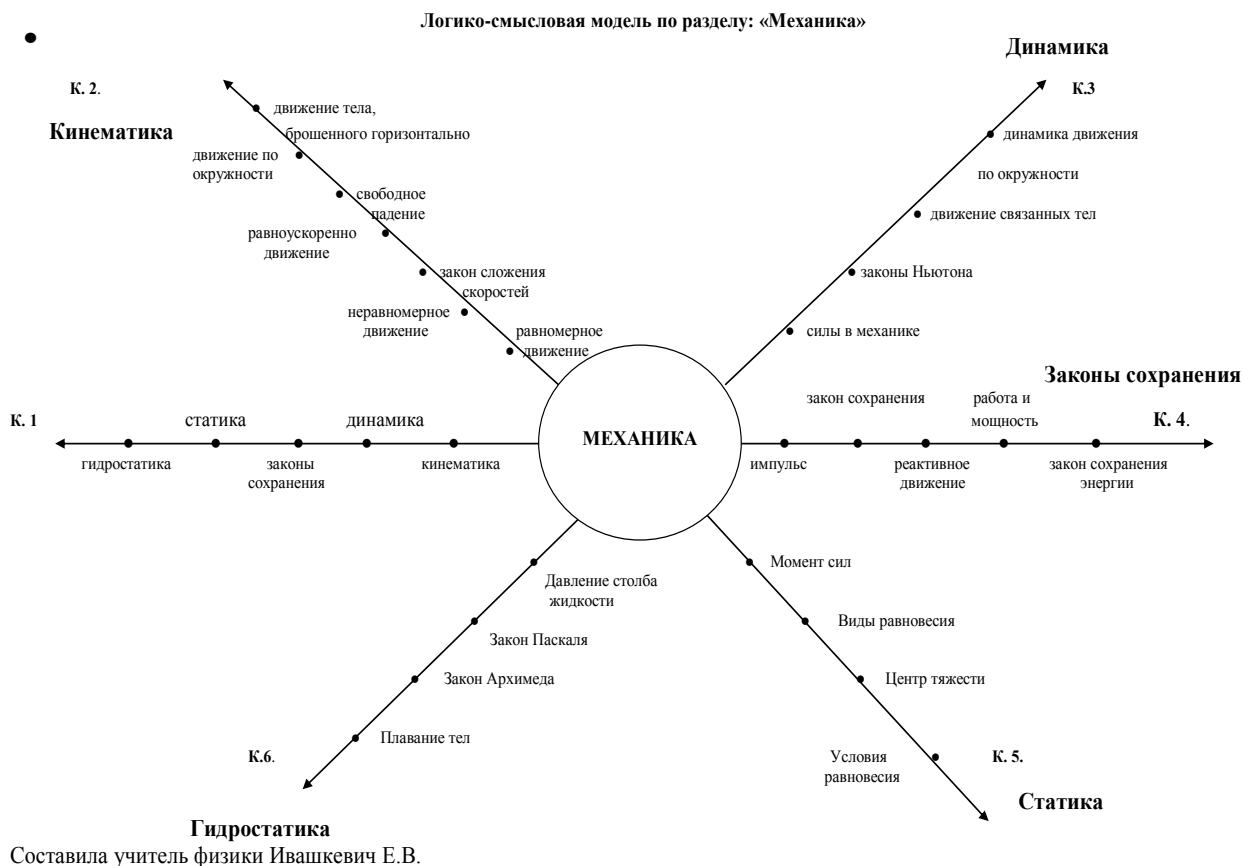 Логико-смысловая модель по разделу: «Механика»
Динамика
К. 2.
К.3
Кинематика
движение тела,
брошенного горизонтально
движение по
окружности
свободное
падение
равноускоренно
движение
закон сложения
скоростей
неравномерное
движение
равномерное
движение
динамика движения
по окружности
движение связанных тел
законы Ньютона
силы в механике
Законы сохранения
К. 4.
закон сохранения
работа и
мощность
импульс
реактивное
движение
закон сохранения
энергии
МЕХАНИКА
К. 1
статика
динамика
гидростатика
законы
сохранения
кинематика
Давление столба
жидкости
Закон Паскаля
Закон Архимеда
Плавание тел
К.6.
Гидростатика
Момент сил
Виды равновесия
Центр тяжести
Условия
равновесия
К. 5.
Статика
Составила учитель физики Ивашкевич Е.В.